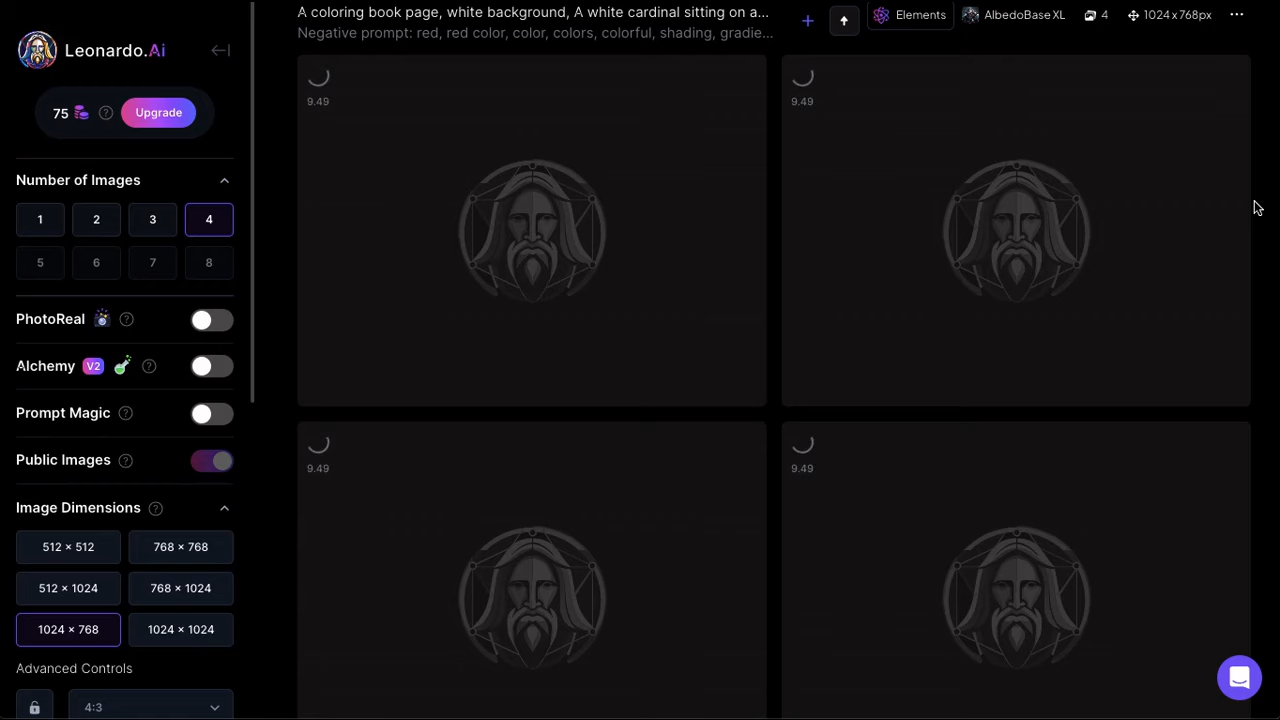 A coloring book page, white background, A white cardinal sitting on a...
Negative prompt: red, red color, color, colors, colorful, shading, gradie...
Elements
AlbedoBase XL
4
1024x768px
Leonardo.Ai
75
Upgrade
Number of Images
1 2 3 4
5 6 7 8
PhotoReal
Alchemy V2
Prompt Magic
Public Images
Image Dimensions
512 × 512 768 × 768
512 × 1024 768 × 1024
1024 × 768 1024 × 1024
Advanced Controls
4:3
9.49 9.49
9.49 9.49